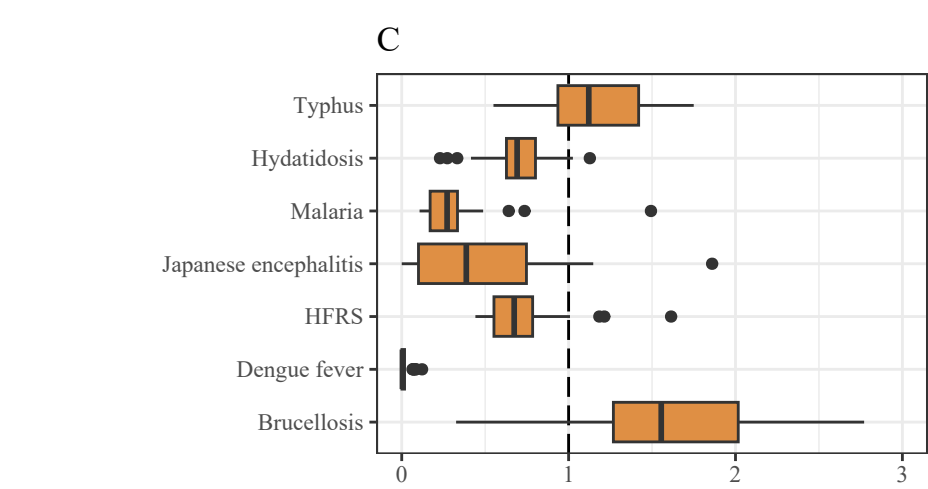 C
Typhus
Hydatidosis
Malaria
Japanese encephalitis
HFRS
Dengue fever
Brucellosis
0 1 2 3